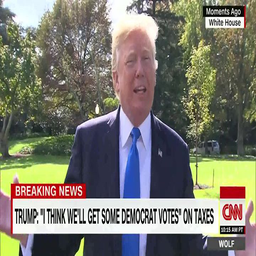 Moments Ago
White House
BREAKING NEWS
TRUMP: "I THINK WE'LL GET SOME DEMOCRAT VOTES" ON TAXES
CNN
10:15 AM PT
WOLF